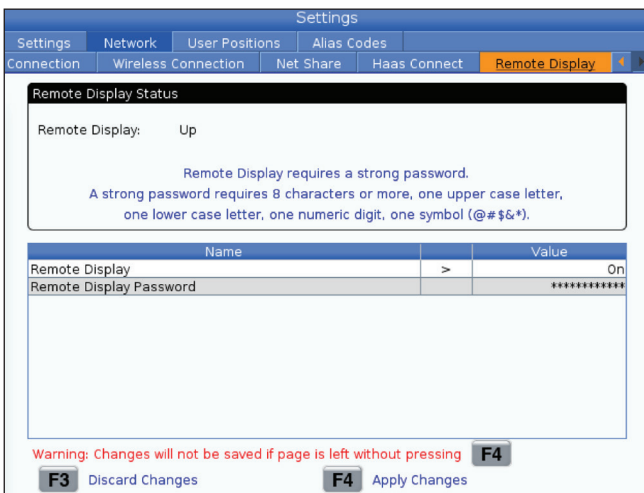 Settings
Settings Network User Positions Alias Codes
Connection Wireless Connection Net Share Haas Connect Remote Display
Remote Display Status
Remote Display: Up
Remote Display requires a strong password.
A strong password requires 8 characters or more, one upper case letter,
one lower case letter, one numeric digit, one symbol (@#$&*).
Name Value
Remote Display > On
Remote Display Password ************
Warning: Changes will not be saved if page is left without pressing F4
F3 Discard Changes F4 Apply Changes